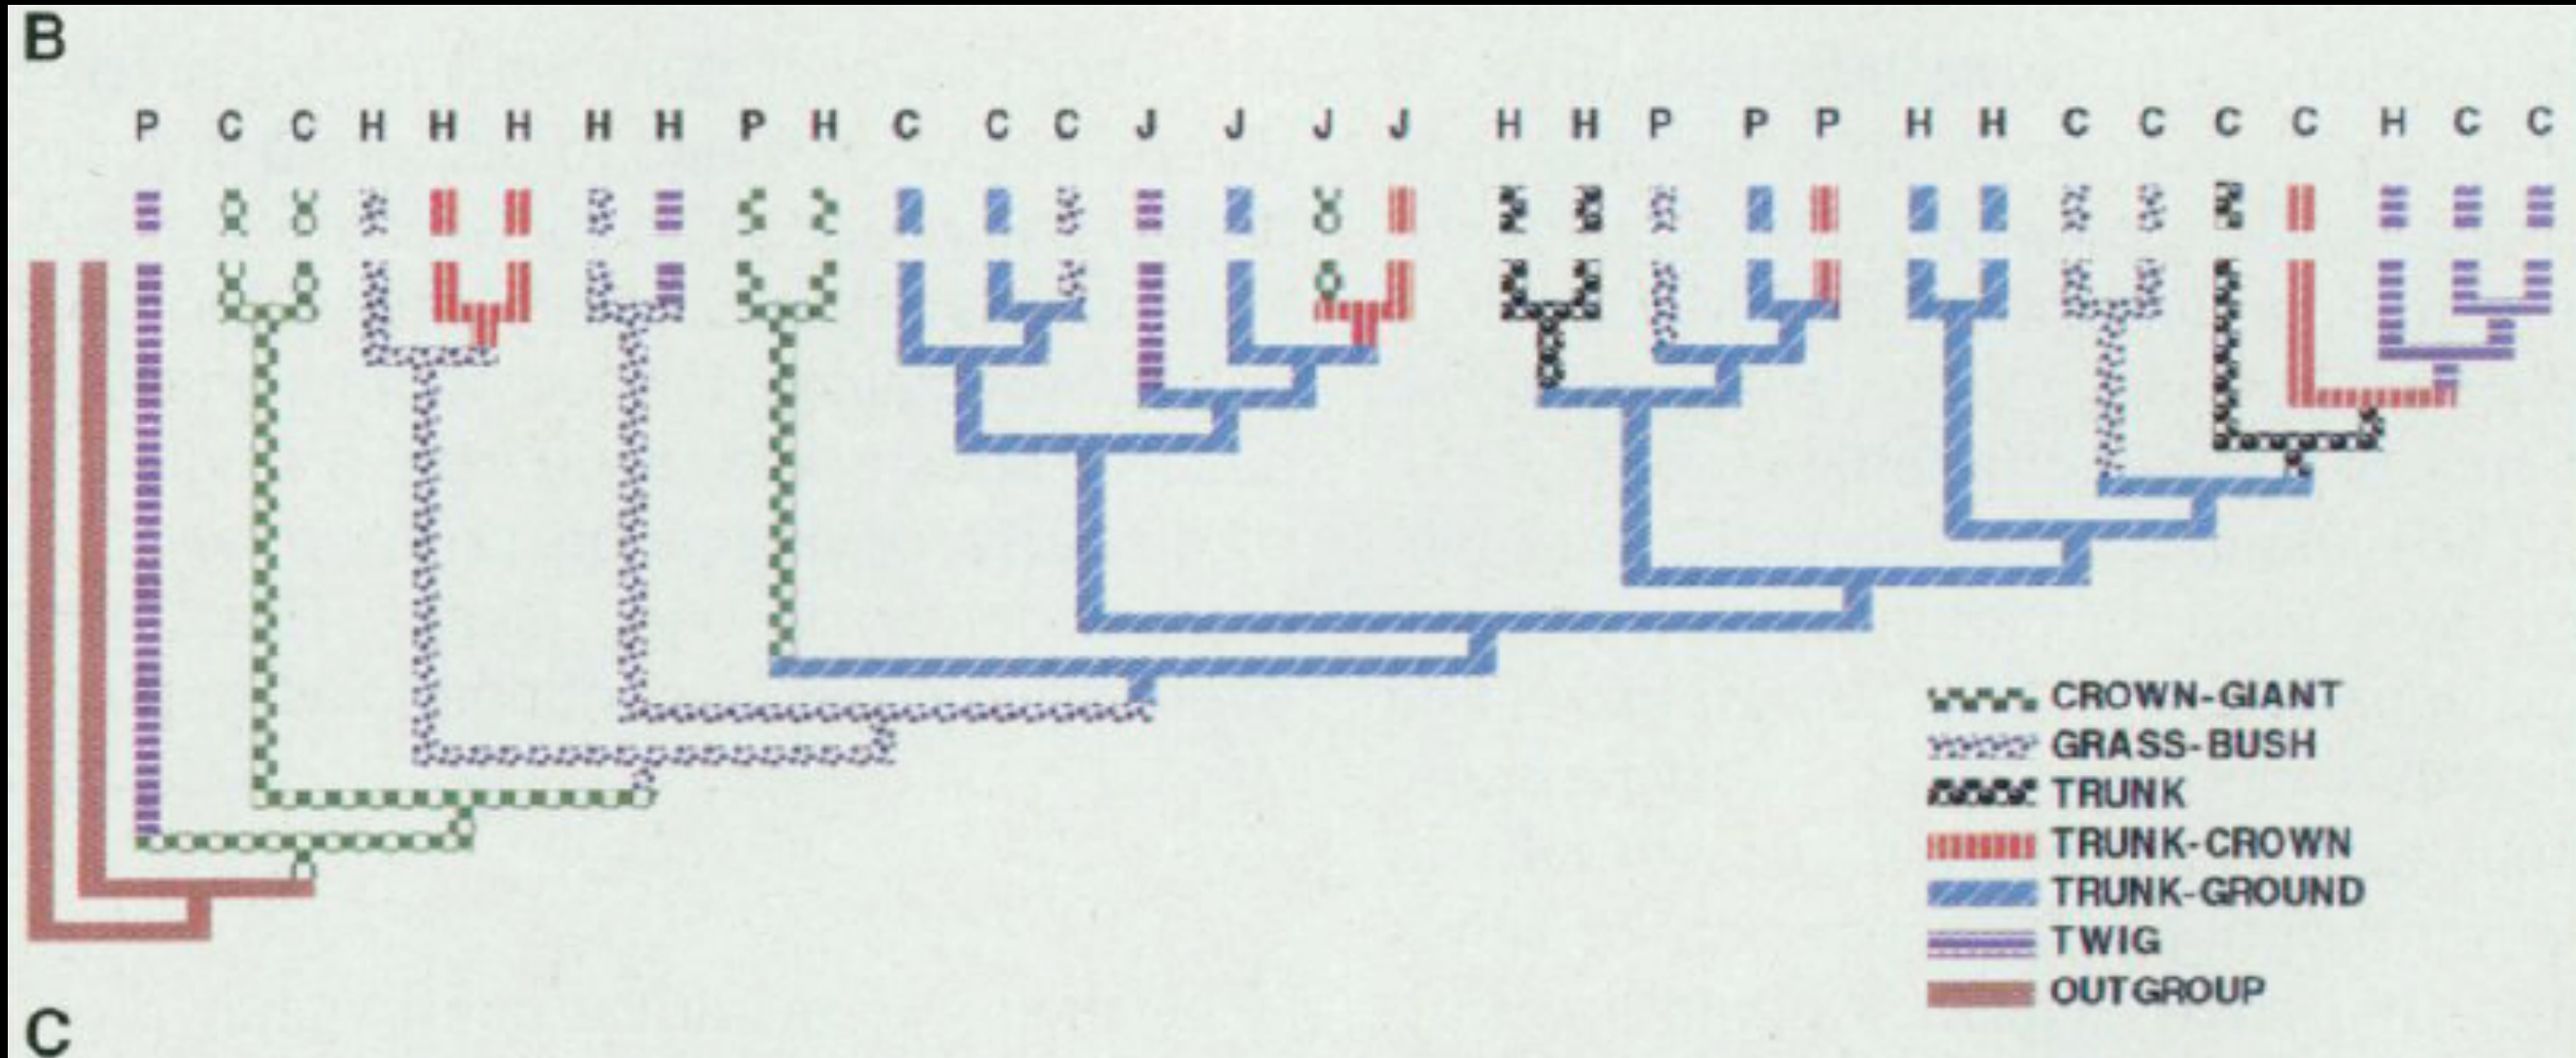 B
P C C H H H H H P H C C C J J J J H H P P P H H C C C C H C C
CROWN-GIANT
GRASS-BUSH
TRUNK
TRUNK-CROWN
TRUNK-GROUND
TWIG
OUTGROUP
C